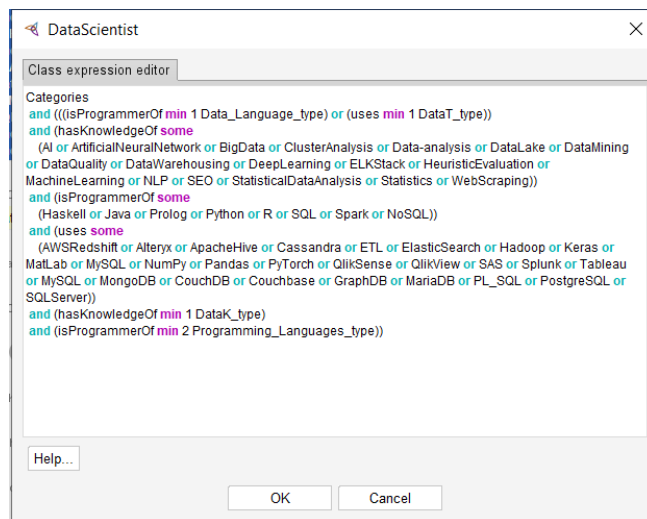 DataScientist
Class expression editor
Categories
and (((isProgrammerOf min 1 Data_Language_type) or (uses min 1 DataT_type))
and (hasKnowledgeOf some
(AI or ArtificialNeuralNetwork or BigData or ClusterAnalysis or Data-analysis or DataLake or DataMining
or DataQuality or DataWarehousing or DeepLearning or ELKStack or HeuristicEvaluation or
MachineLearning or NLP or SEO or StatisticalDataAnalysis or Statistics or WebScraping))
and (isProgrammerOf some
(Haskell or Java or Prolog or Python or R or SQL or Spark or NoSQL))
and (uses some
(AWSRedshift or Alteryx or ApacheHive or Cassandra or ETL or ElasticSearch or Hadoop or Keras or
MatLab or MySQL or NumPy or Pandas or PyTorch or QlikSense or QlikView or SAS or Splunk or Tableau
or MySQL or MongoDB or CouchDB or Couchbase or GraphDB or MariaDB or PL_SQL or PostgreSQL or
SQLServer))
and (hasKnowledgeOf min 1 DataK_type)
and (isProgrammerOf min 2 Programming_Languages_type))
Help...
OK
Cancel